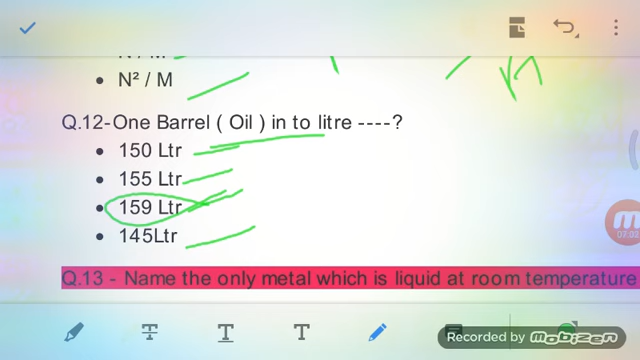 • N² / M
Q.12-One Barrel ( Oil ) in to litre ----?
• 150 Ltr
• 155 Ltr
• 159 Ltr
• 145Ltr
Q.13 - Name the only metal which is liquid at room temperature
T T T
Recorded by mobizen